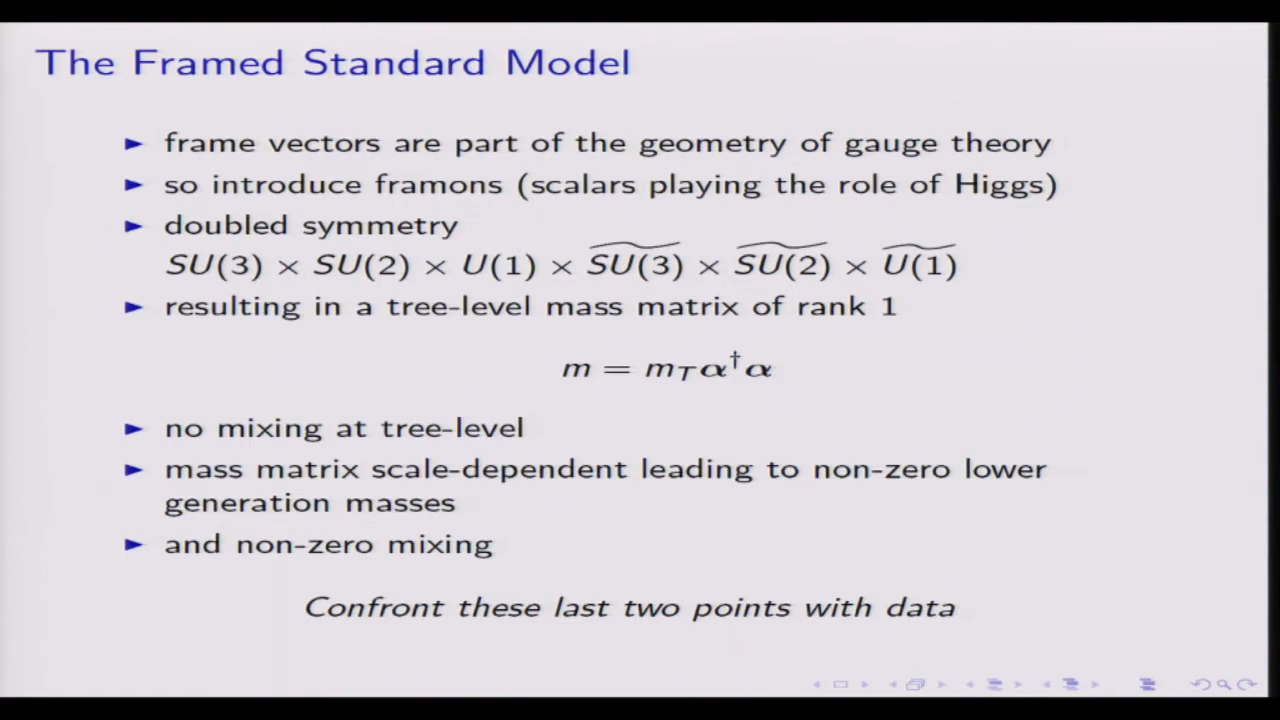 The Framed Standard Model
► frame vectors are part of the geometry of gauge theory
► so introduce framons (scalars playing the role of Higgs)
► doubled symmetry
SU(3) × SU(2) × U(1) × \widetilde{SU(3)} × \widetilde{SU(2)} × \widetilde{U(1)}
► resulting in a tree-level mass matrix of rank 1
m = m_T α†α
► no mixing at tree-level
► mass matrix scale-dependent leading to non-zero lower
generation masses
► and non-zero mixing
Confront these last two points with data